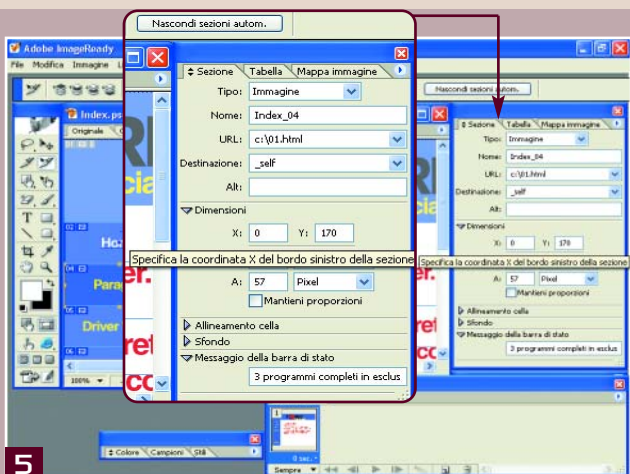 Nascondi sezioni autom.
Adobe ImageReady
File Modifica Immagine
Nascondi sezioni autom.
Index.ps
Originale
Sezione Tabella Mappa immagine
Tipo: Immagine
Nome: Index_04
URL: c:\01.html
Destinazione: _self
Alt:
Dimensioni
X: 0 Y: 170
Specifica la coordinata X del bordo sinistro della sezione
A: 57 Pixel
Mantieni proporzioni
Allineamento cella
Sfondo
Messaggio della barra di stato
3 programmi completi in esclus
Sezione Tabella Mappa immagine
Tipo: Immagine
Nome: Index_04
URL: c:\01.html
Destinazione: _self
Alt:
Dimensioni
X: 0 Y: 170
Specifica la coordinata X del bordo sinistro della sezione
A: 57 Pixel
Mantieni proporzioni
Allineamento cella
Sfondo
Messaggio della barra di stato
3 programmi completi in esclus
Driver
100%
Colore Campioni Stili
1
0 sec.
Sempre
5